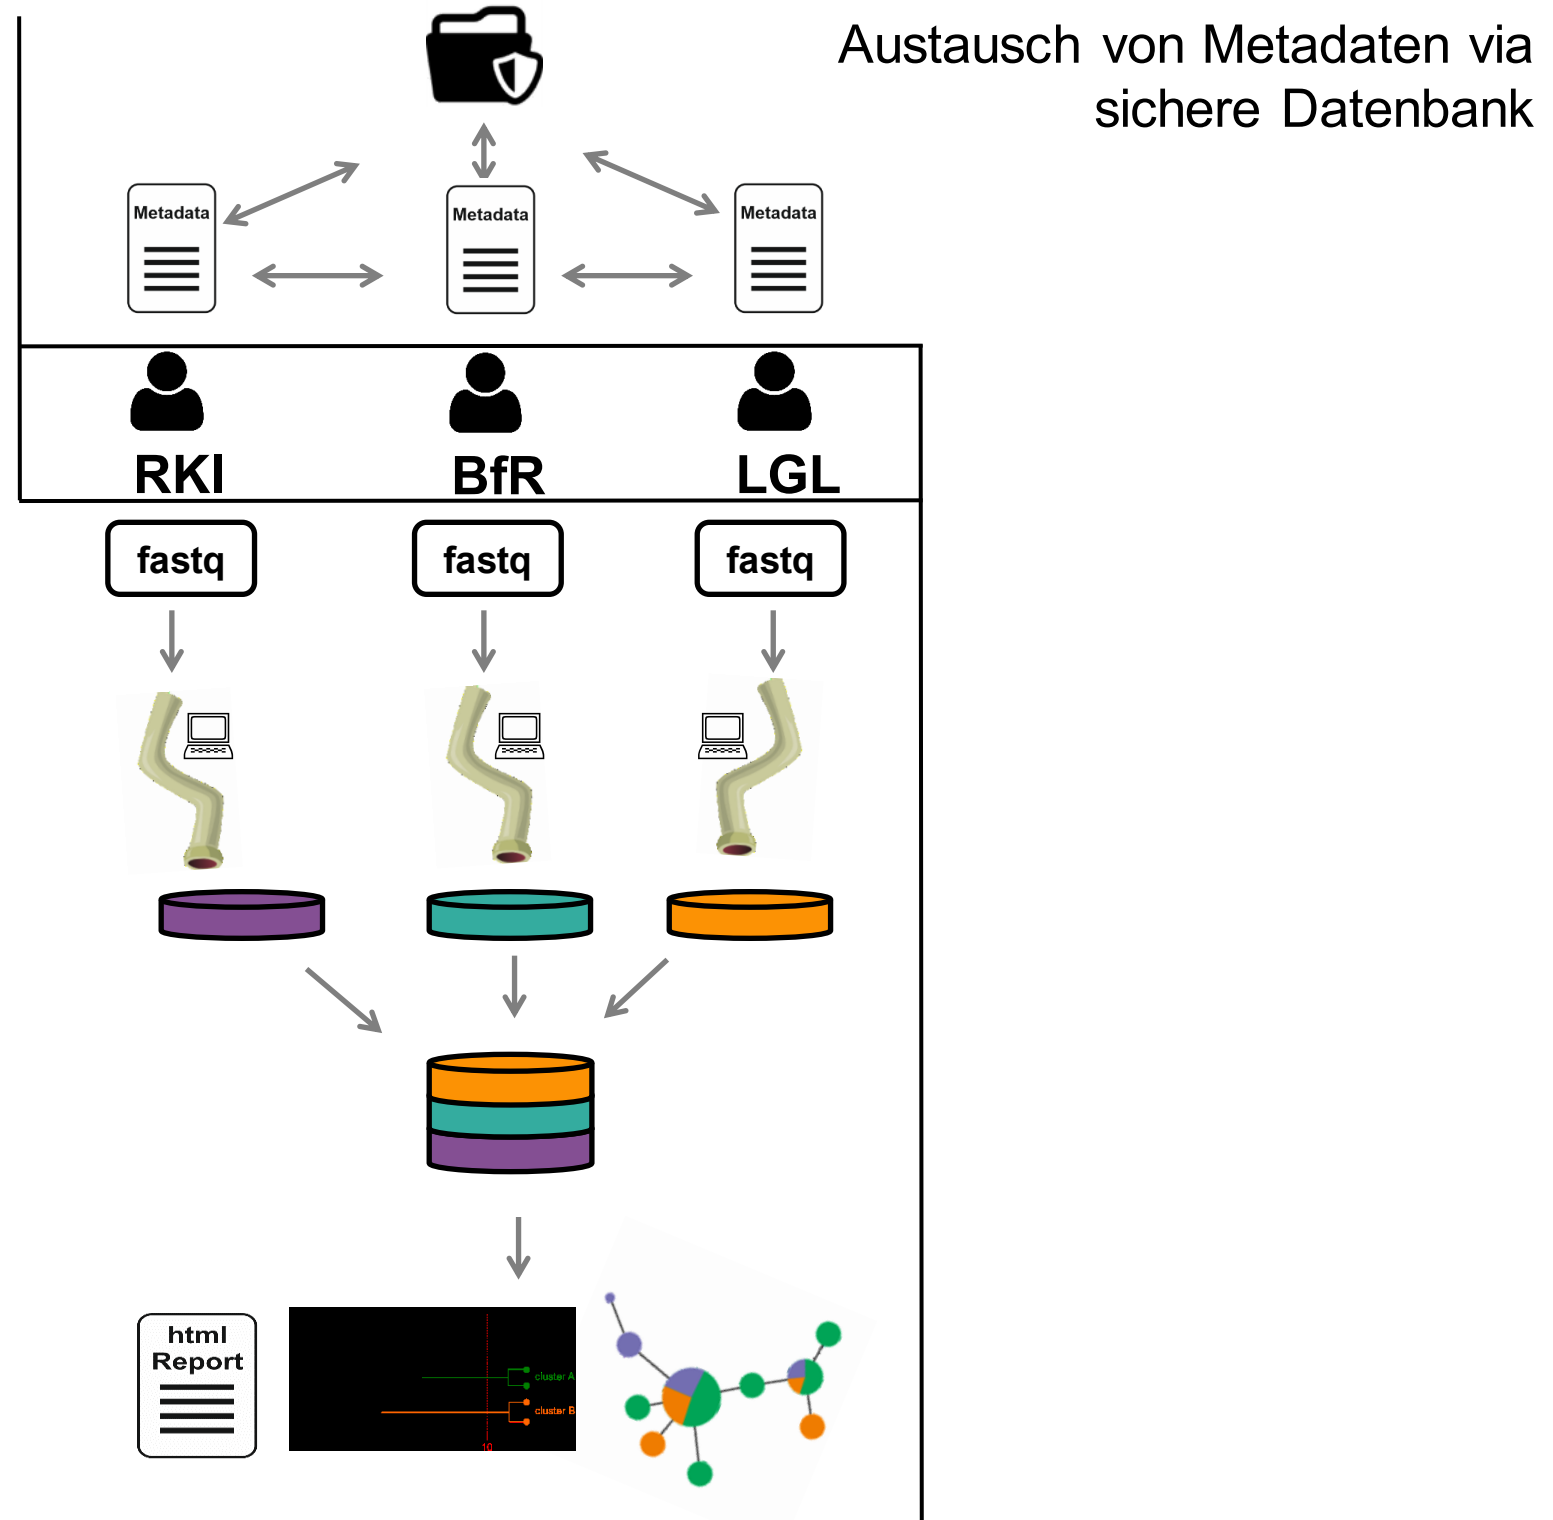 Austausch von Metadaten via
sichere Datenbank
Metadata
Metadata
Metadata
RKI
BfR
LGL
fastq
fastq
fastq
html
Report
cluster A
cluster B
10